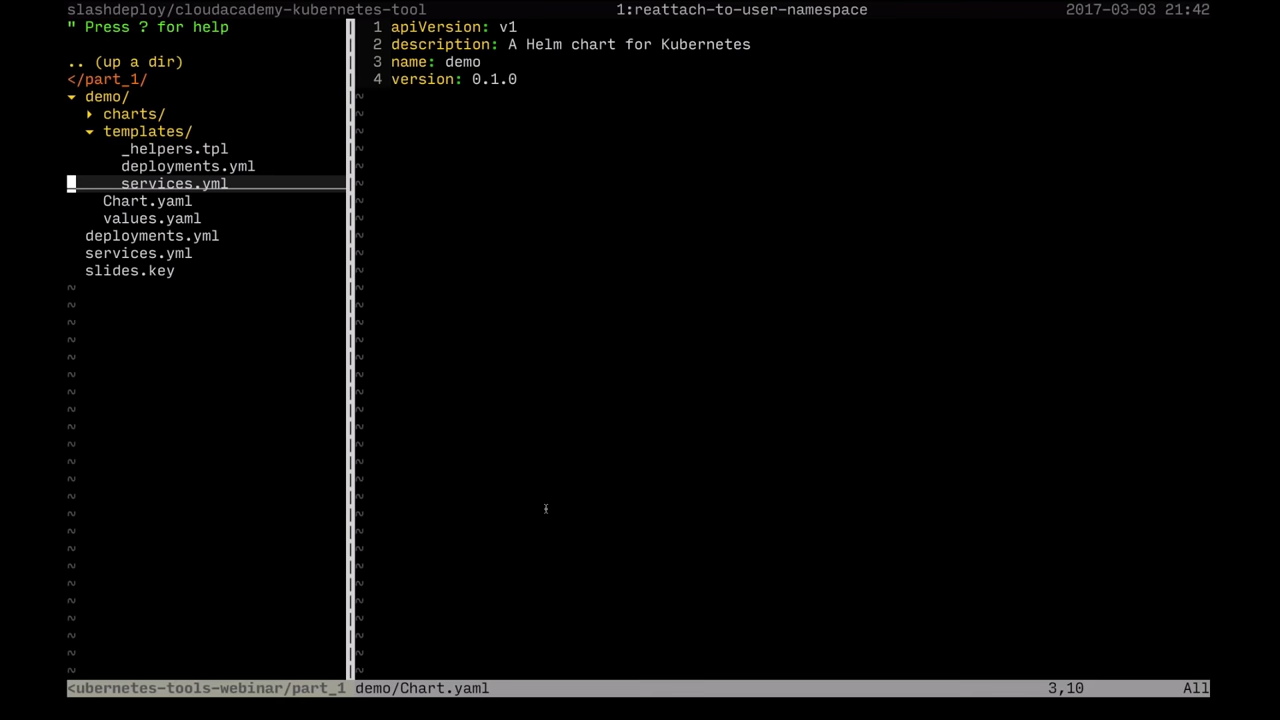 slashdeploy/cloudacademy-kubernetes-tool 1:reattach-to-user-namespace 2017-03-03 21:42
" Press ? for help
.. (up a dir)
</part_1/
▾ demo/
▸ charts/
▾ templates/
_helpers.tpl
deployments.yml
services.yml
Chart.yaml
values.yaml
deployments.yml
services.yml
slides.key
1 apiVersion: v1
2 description: A Helm chart for Kubernetes
3 name: demo
4 version: 0.1.0
<ubernetes-tools-webinar/part_1 demo/Chart.yaml 3,10 All